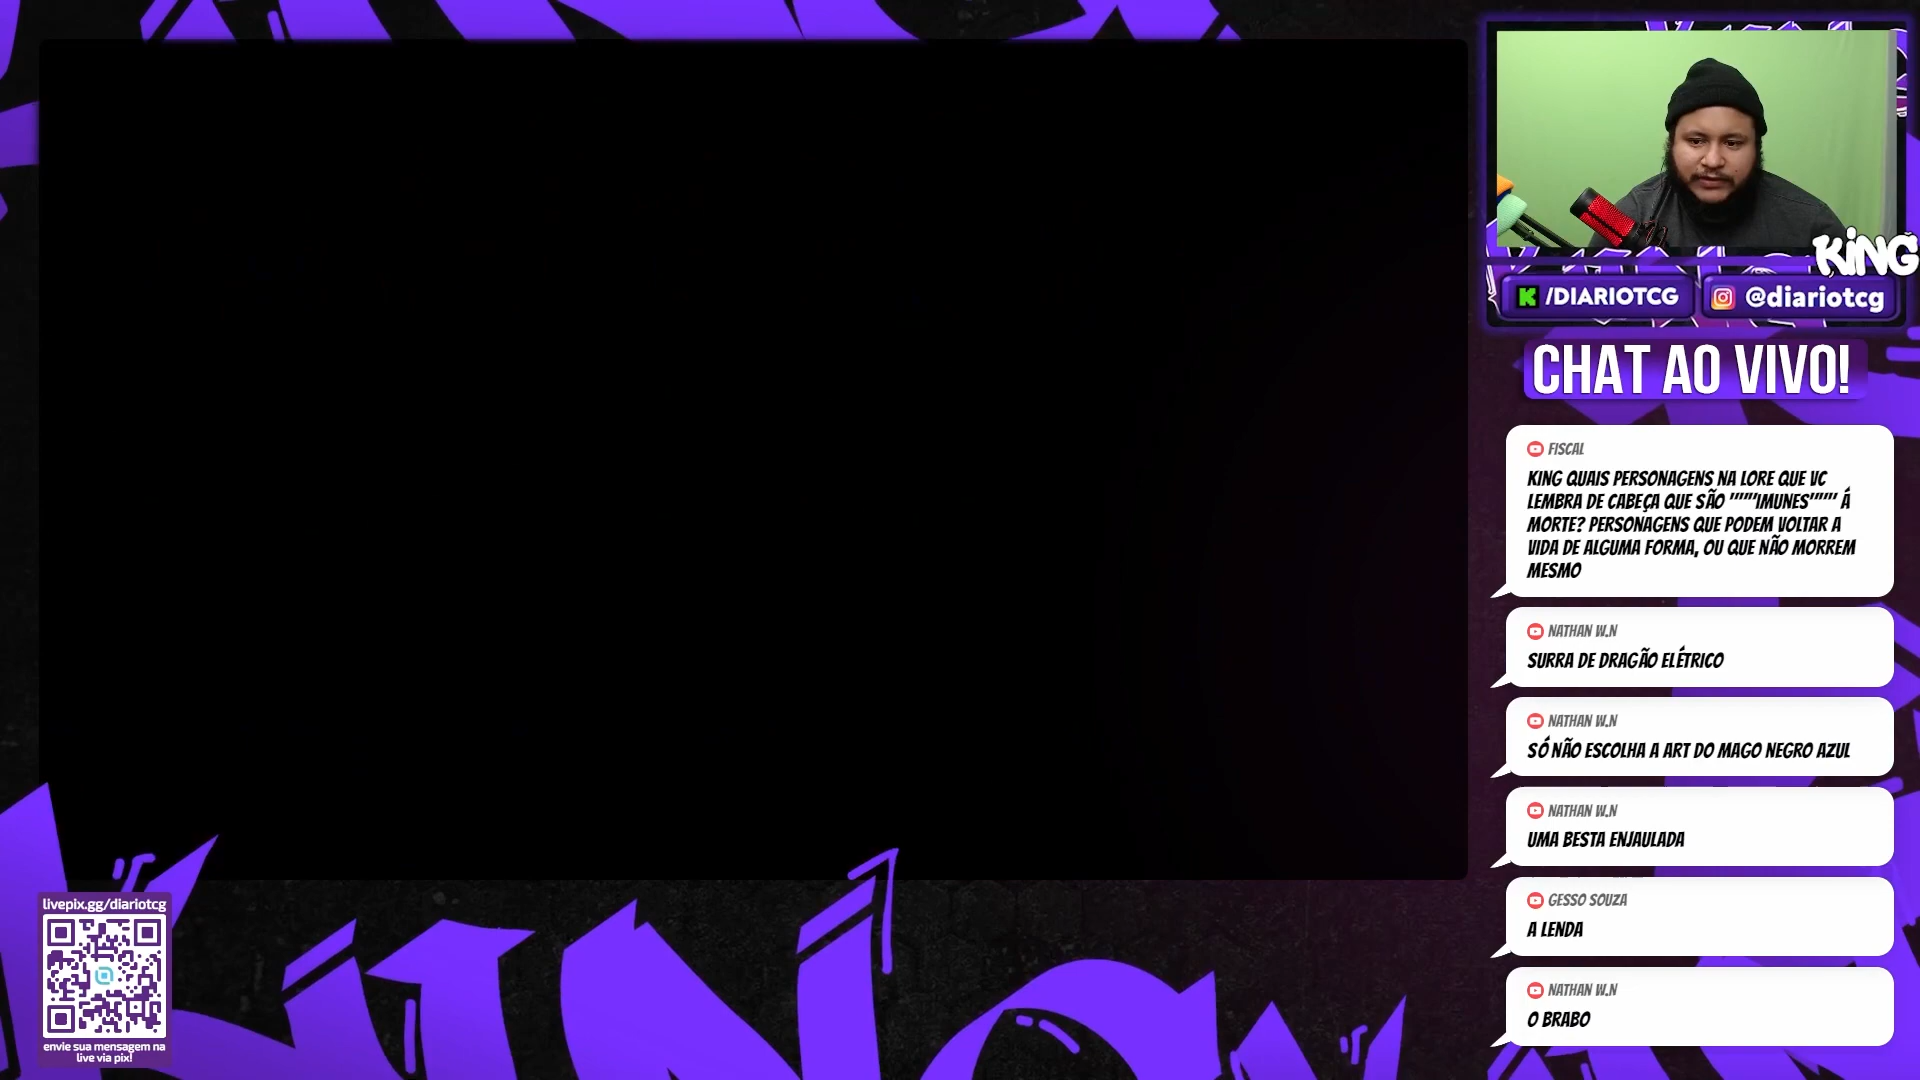 KING
/DIARIOTCG
@diariotcg
CHAT AO VIVO!
FISCAL
KING QUAIS PERSONAGENS NA LORE QUE VC
LEMBRA DE CABEÇA QUE SÃO """IMUNES""" Á
MORTE? PERSONAGENS QUE PODEM VOLTAR A
VIDA DE ALGUMA FORMA, OU QUE NÃO MORREM
MESMO
NATHAN W.N
SURRA DE DRAGÃO ELÉTRICO
NATHAN W.N
SÓ NÃO ESCOLHA A ART DO MAGO NEGRO AZUL
NATHAN W.N
UMA BESTA ENJAULADA
GESSO SOUZA
A LENDA
NATHAN W.N
O BRABO
livepix.gg/diariotcg
envie sua mensagem na
live via pix!